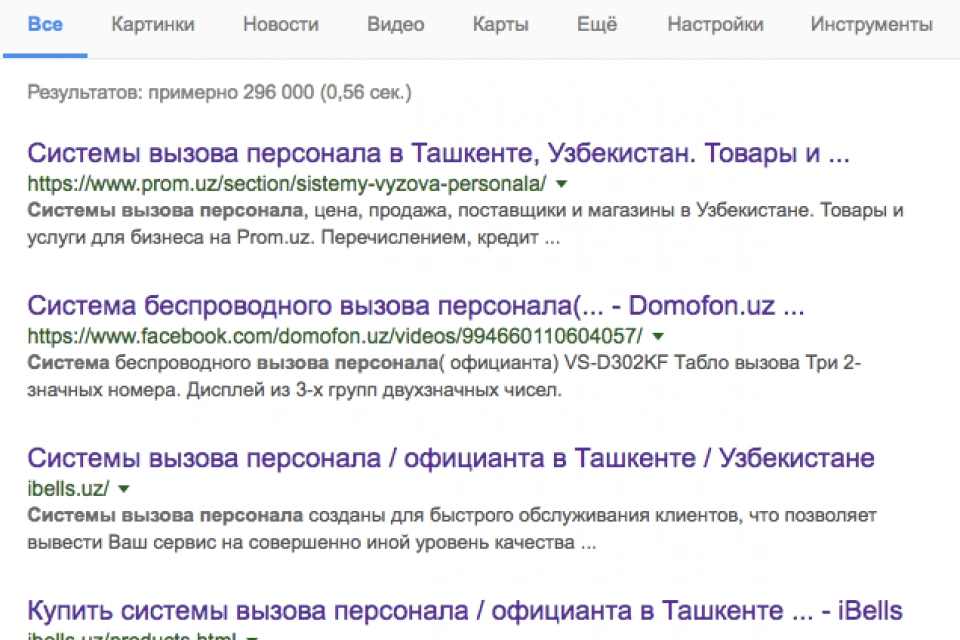 Все Картинки Новости Видео Карты Ещё Настройки Инструменты
Результатов: примерно 296 000 (0,56 сек.)
Системы вызова персонала в Ташкенте, Узбекистан. Товары и ...
https://www.prom.uz/section/sistemy-vyzova-personala/
Системы вызова персонала, цена, продажа, поставщики и магазины в Узбекистане. Товары и
услуги для бизнеса на Prom.uz. Перечислением, кредит ...
Система беспроводного вызова персонала(... - Domofon.uz ...
https://www.facebook.com/domofon.uz/videos/994660110604057/
Система беспроводного вызова персонала( официанта) VS-D302KF Табло вызова Три 2-
значных номера. Дисплей из 3-х групп двухзначных чисел.
Системы вызова персонала / официанта в Ташкенте / Узбекистане
ibells.uz/
Системы вызова персонала созданы для быстрого обслуживания клиентов, что позволяет
вывести Ваш сервис на совершенно иной уровень качества ...
Купить системы вызова персонала / официанта в Ташкенте ... - iBells
ibells.uz/products.html